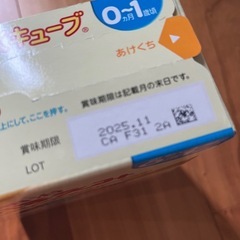 キューブ®
0〜1歳頃
カ月
あけくち
上にして、ここを押す。
賞味期限は記載月の末日です。
賞味期限
2025.11
LOT
CA F31 2A